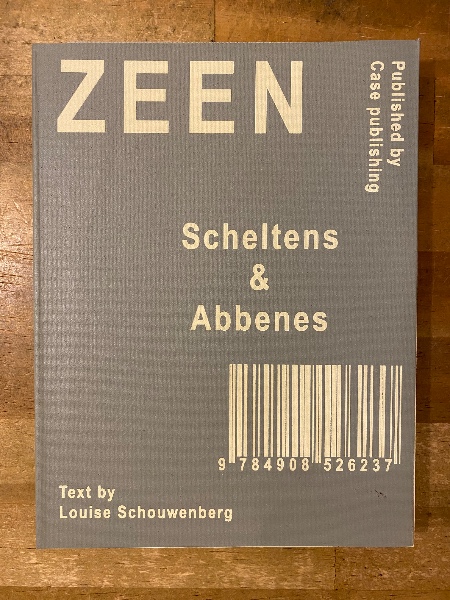 ZEEN
Published by
Case publishing
Scheltens
&
Abbenes
9 784908 526237
Text by
Louise Schouwenberg